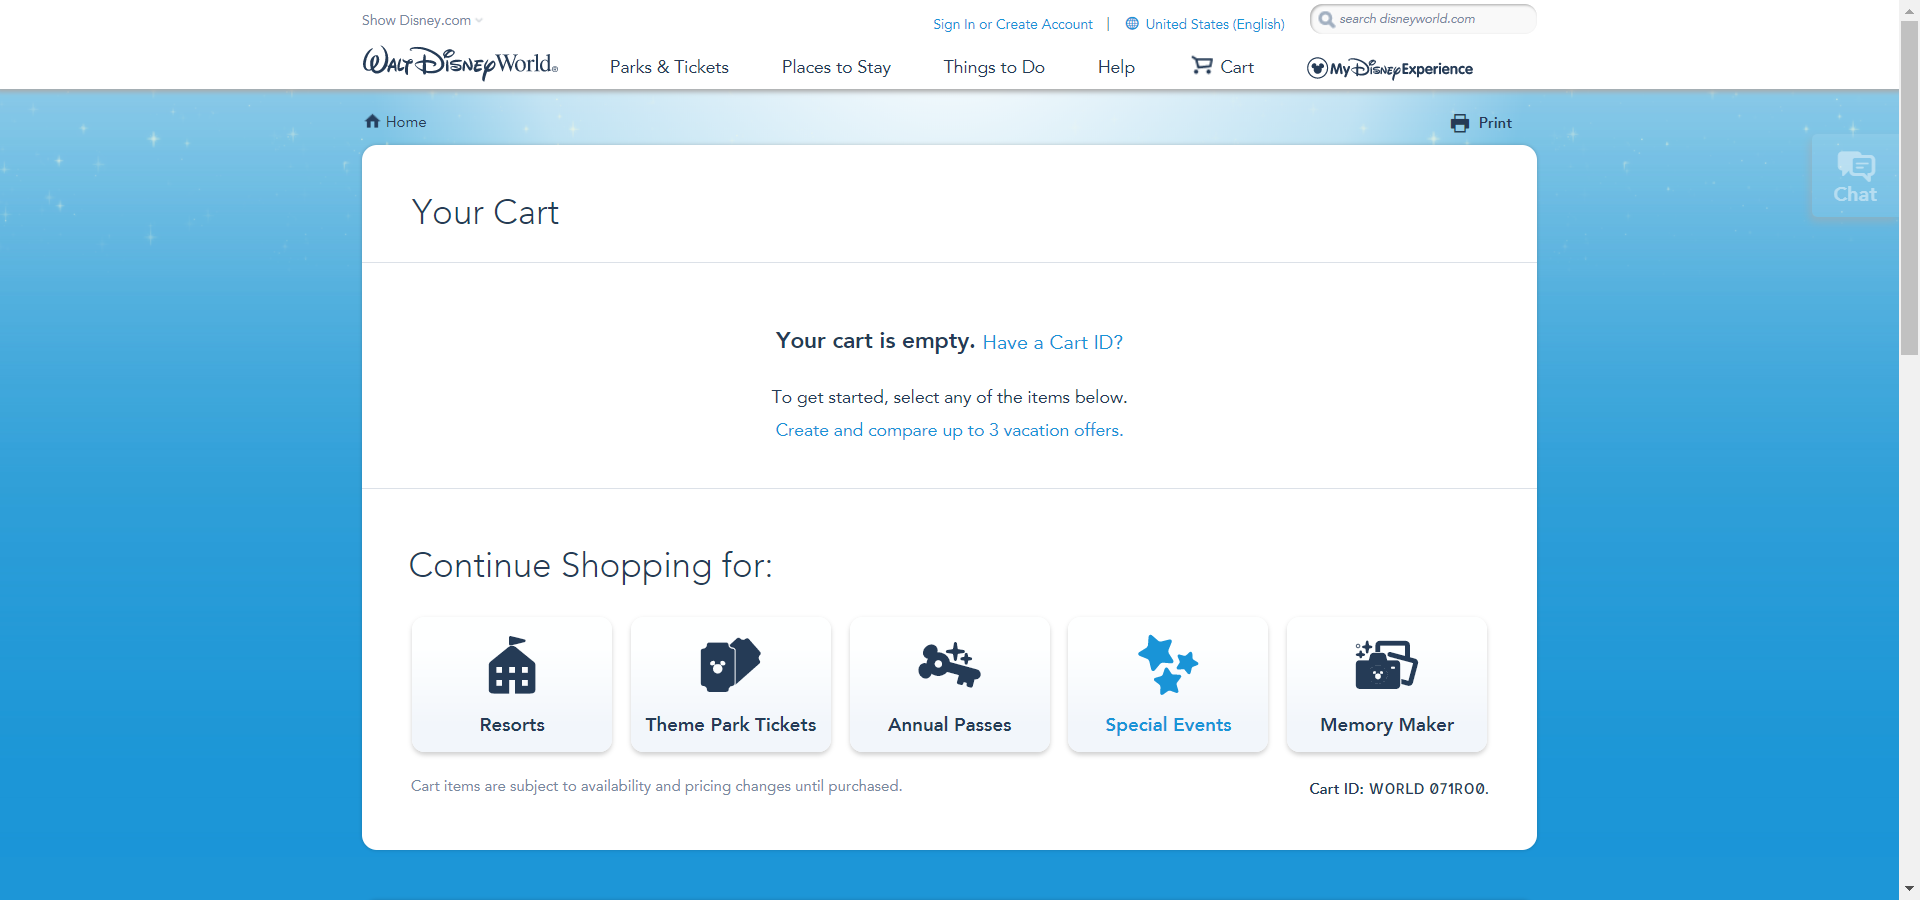 Show Disney.com
Sign In or Create Account | United States (English)
search disneyworld.com
Walt Disney World.
Parks & Tickets
Places to Stay
Things to Do
Help
Cart
My Disney Experience
Home
Print
Chat
Your Cart
Your cart is empty. Have a Cart ID?
To get started, select any of the items below.
Create and compare up to 3 vacation offers.
Continue Shopping for:
Resorts
Theme Park Tickets
Annual Passes
Special Events
Memory Maker
Cart items are subject to availability and pricing changes until purchased.
Cart ID: WORLD 071RO0.